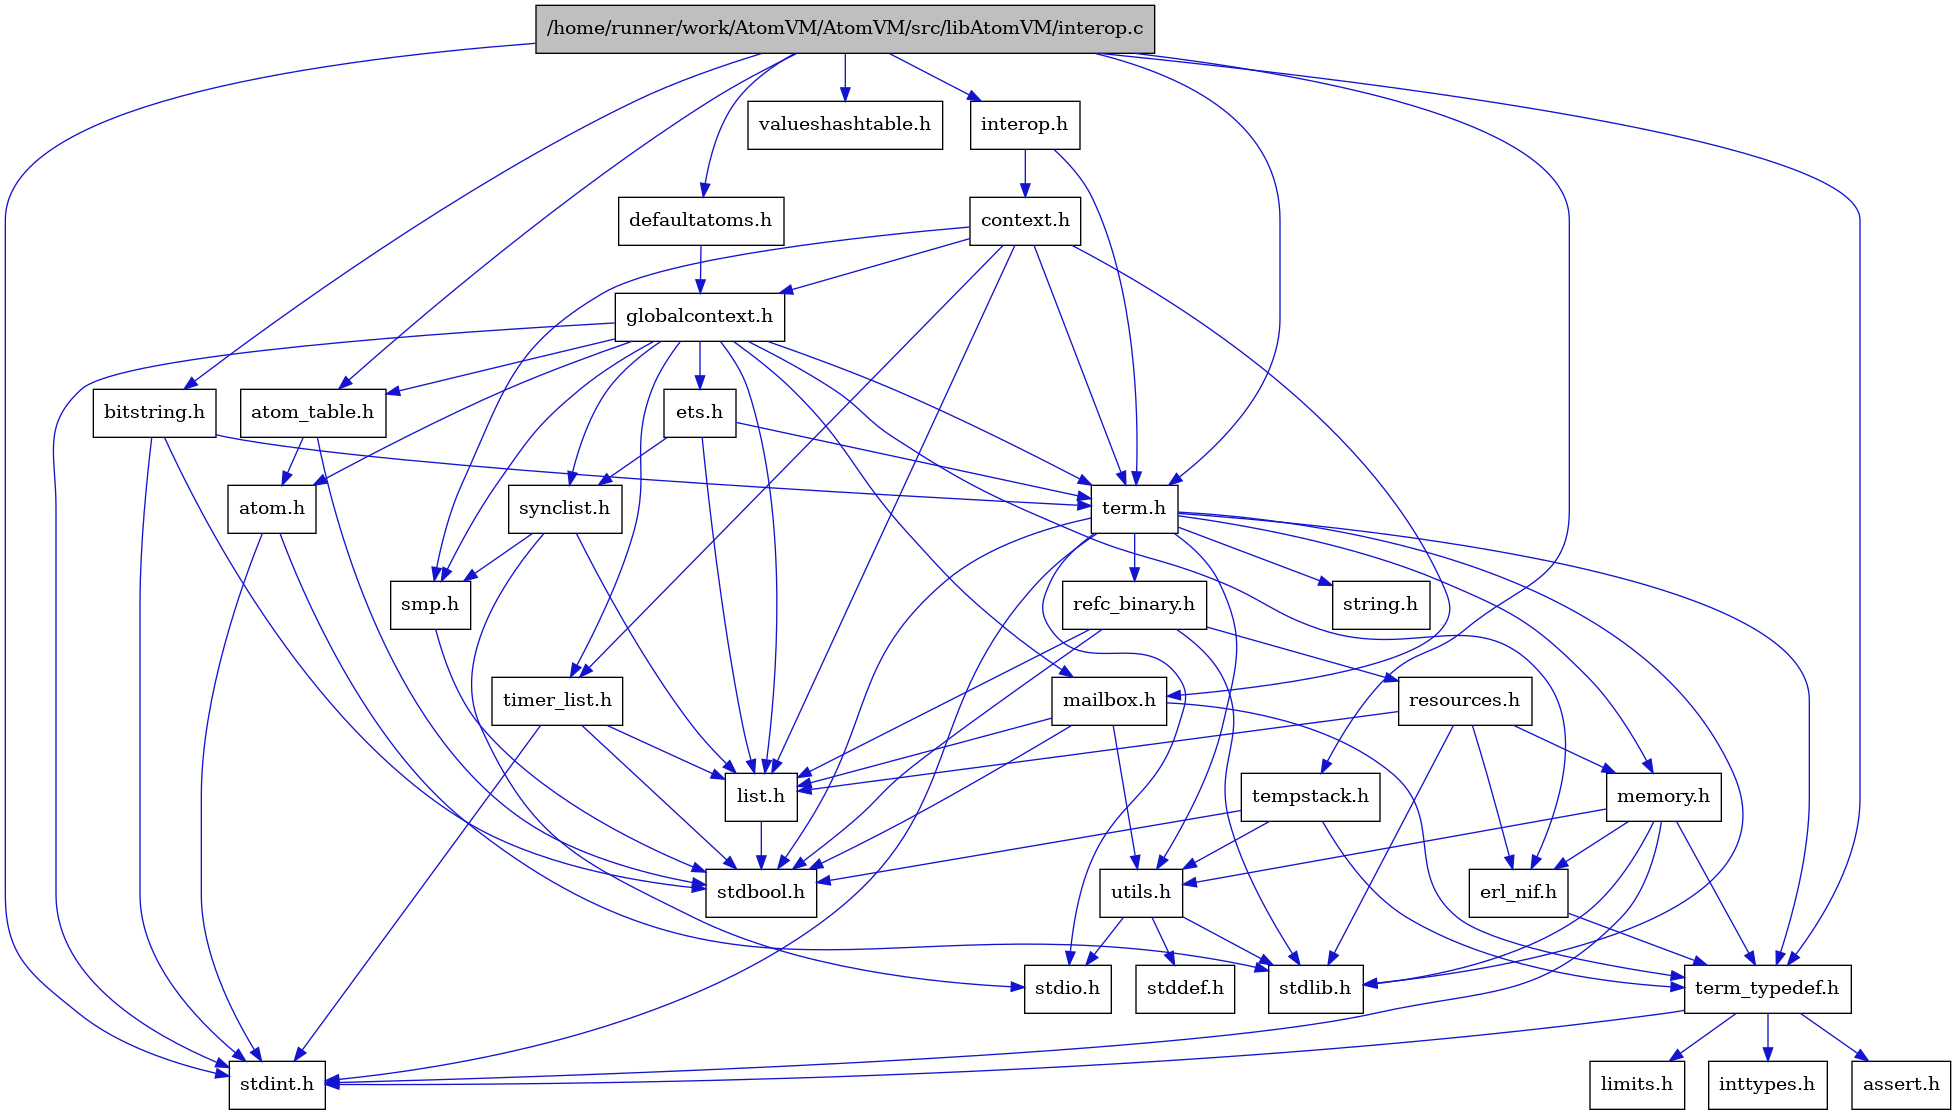 /home/runner/work/AtomVM/AtomVM/src/libAtomVM/interop.c
valueshashtable.h
interop.h
defaultatoms.h
context.h
globalcontext.h
bitstring.h
atom_table.h
ets.h
atom.h
synclist.h
term.h
smp.h
refc_binary.h
string.h
timer_list.h
mailbox.h
resources.h
list.h
tempstack.h
memory.h
stdbool.h
utils.h
erl_nif.h
stdio.h
stddef.h
stdlib.h
term_typedef.h
stdint.h
limits.h
inttypes.h
assert.h